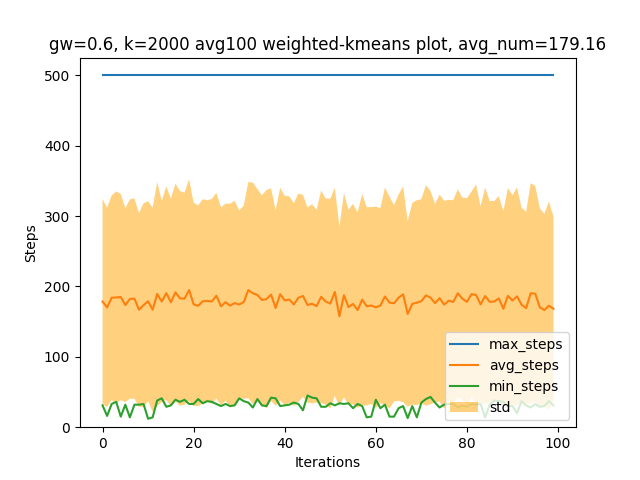 gw=0.6, k=2000 avg100 weighted-kmeans plot, avg_num=179.16
500
400
300
200
100
0
Steps
max_steps
avg_steps
min_steps
std
0 20 40 60 80 100
Iterations